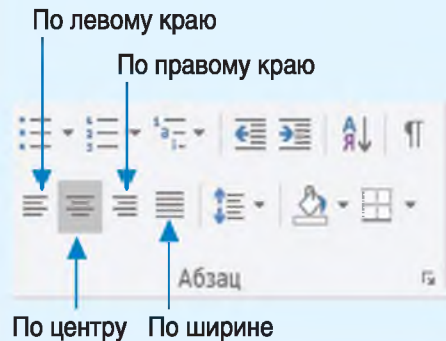 По левому краю
По правому краю
Абзац
По центру По ширине